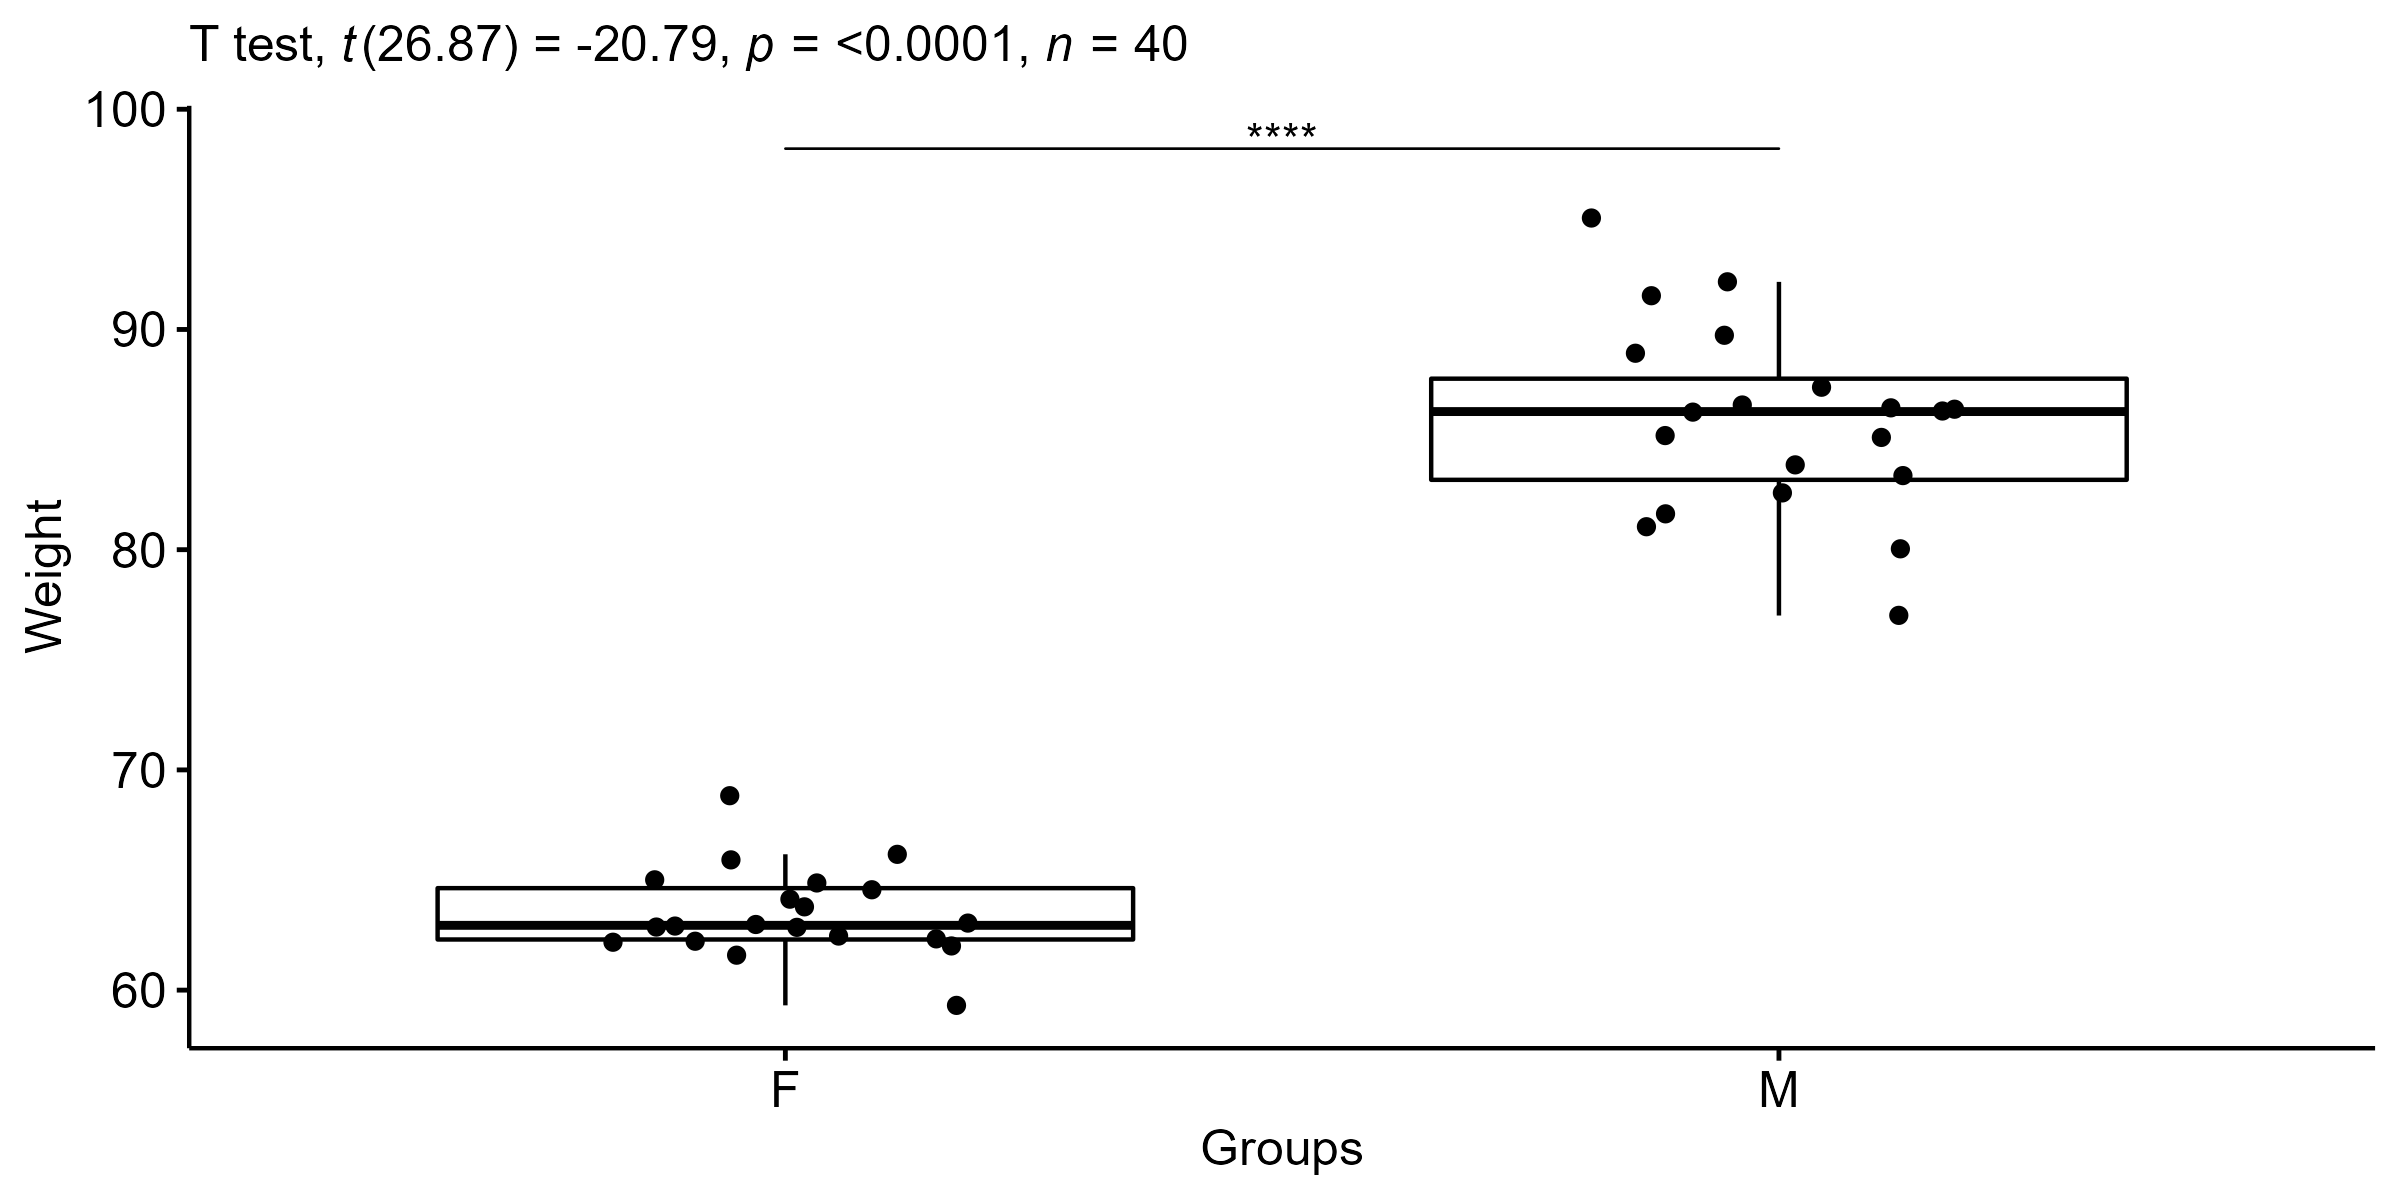 T test, t(26.87) = -20.79, p = <0.0001, n = 40
100
****
90
80
70
60
Weight
F
M
Groups